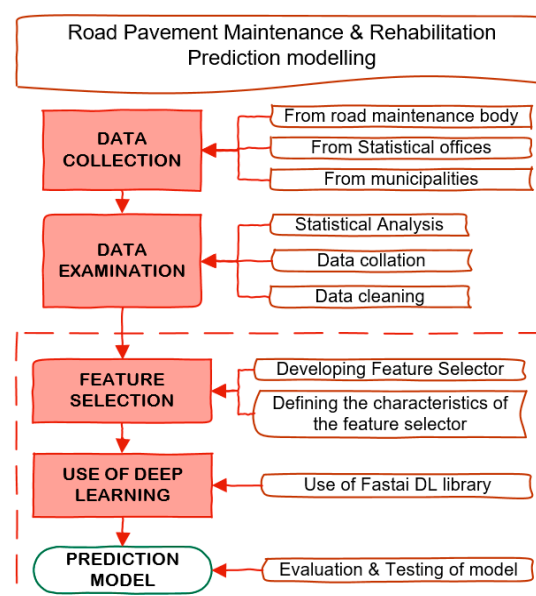 Road Pavement Maintenance & Rehabilitation
Prediction modelling
DATA
COLLECTION
From road maintenance body
From Statistical offices
From municipalities
DATA
EXAMINATION
Statistical Analysis
Data collation
Data cleaning
FEATURE
SELECTION
Developing Feature Selector
Defining the characteristics of
the feature selector
USE OF DEEP
LEARNING
Use of Fastai DL library
PREDICTION
MODEL
Evaluation & Testing of model